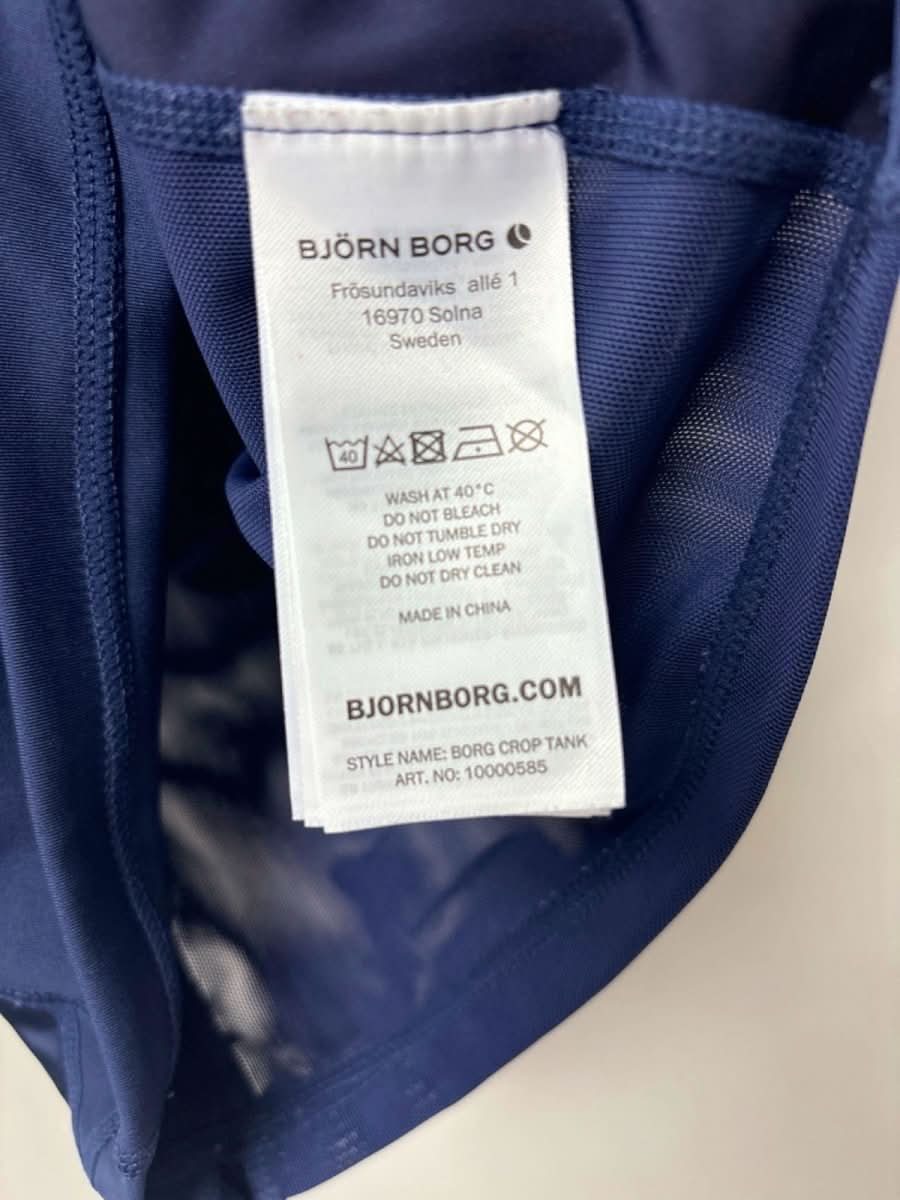 BJÖRN BORG
Frösundaviks allé 1
16970 Solna
Sweden
40
WASH AT 40°C
DO NOT BLEACH
DO NOT TUMBLE DRY
IRON LOW TEMP
DO NOT DRY CLEAN
MADE IN CHINA
BJORNBORG.COM
STYLE NAME: BORG CROP TANK
ART. NO: 10000585